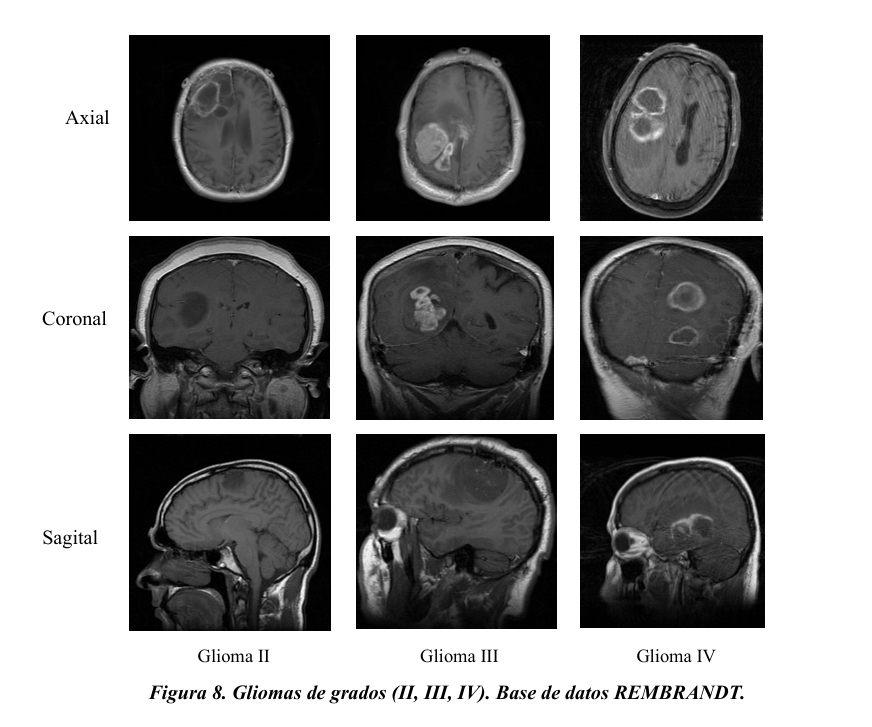 Axial
Coronal
Sagital
Glioma II
Glioma III
Glioma IV
Figura 8. Gliomas de grados (II, III, IV). Base de datos REMBRANDT.